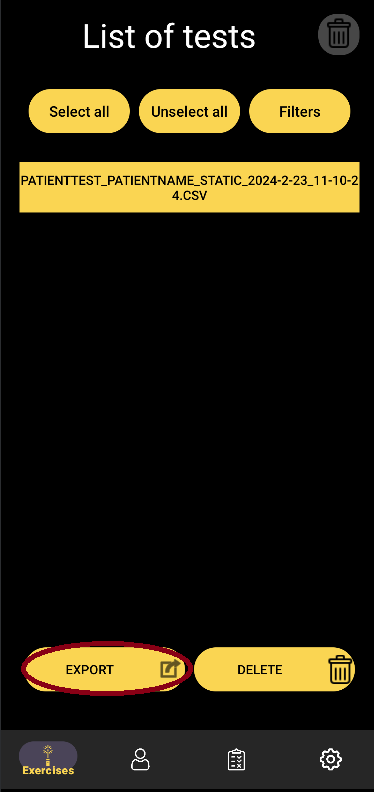 List of tests
Select all
Unselect all
Filters
PATIENTTEST_PATIENTNAME_STATIC_2024-2-23_11-10-2
4.CSV
EXPORT
DELETE
Exercises